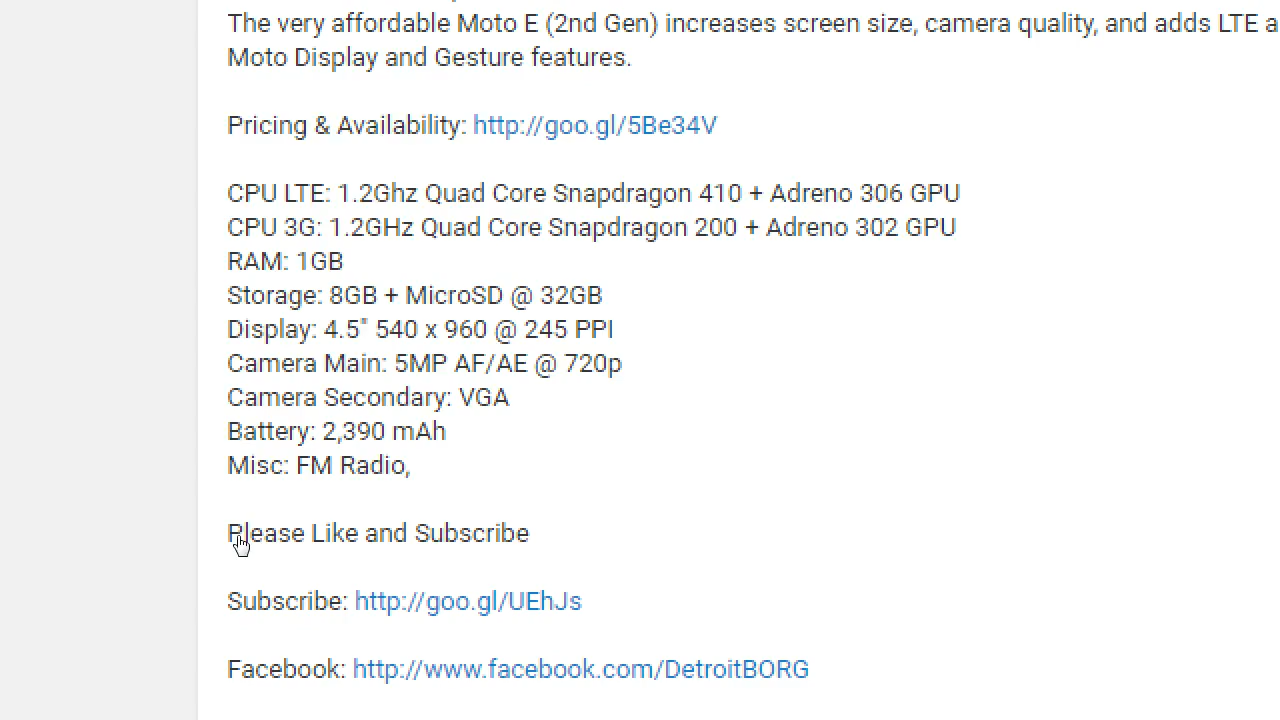 The very affordable Moto E (2nd Gen) increases screen size, camera quality, and adds LTE a
Moto Display and Gesture features.
Pricing & Availability: http://goo.gl/5Be34V
CPU LTE: 1.2Ghz Quad Core Snapdragon 410 + Adreno 306 GPU
CPU 3G: 1.2GHz Quad Core Snapdragon 200 + Adreno 302 GPU
RAM: 1GB
Storage: 8GB + MicroSD @ 32GB
Display: 4.5" 540 x 960 @ 245 PPI
Camera Main: 5MP AF/AE @ 720p
Camera Secondary: VGA
Battery: 2,390 mAh
Misc: FM Radio,
Please Like and Subscribe
Subscribe: http://goo.gl/UEhJs
Facebook: http://www.facebook.com/DetroitBORG